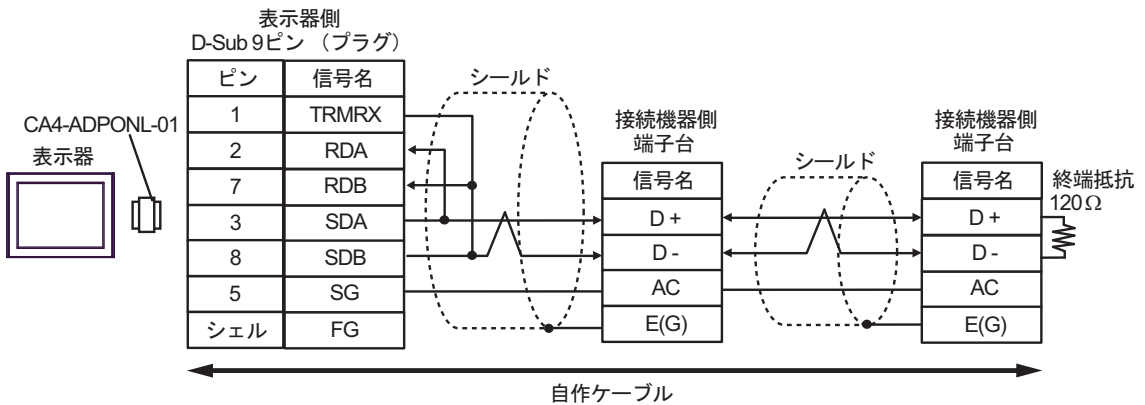 表示器側
D-Sub 9ピン （プラグ）
CA4-ADPONL-01
表示器
ピン 信号名
1 TRMRX
2 RDA
7 RDB
3 SDA
8 SDB
5 SG
シェル FG
シールド
接続機器側
端子台
信号名
D +
D -
AC
E(G)
シールド
接続機器側
端子台
信号名
D +
D -
AC
E(G)
終端抵抗
120Ω
自作ケーブル